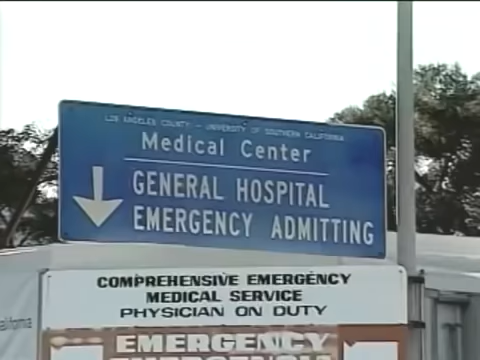 LOS ANGELES COUNTY – UNIVERSITY OF SOUTHERN CALIFORNIA
Medical Center
GENERAL HOSPITAL
EMERGENCY ADMITTING
COMPREHENSIVE EMERGENCY
MEDICAL SERVICE
PHYSICIAN ON DUTY
EMERGENCY
EMERGENCIA